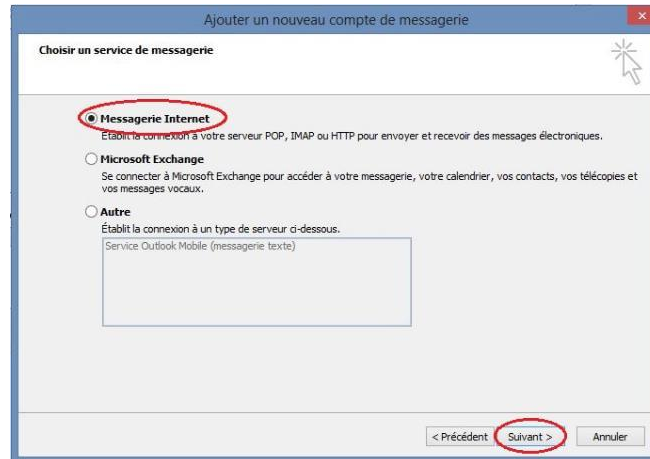 Ajouter un nouveau compte de messagerie
Choisir un service de messagerie
Messagerie Internet
Établit la connexion à votre serveur POP, IMAP ou HTTP pour envoyer et recevoir des messages électroniques.
Microsoft Exchange
Se connecter à Microsoft Exchange pour accéder à votre messagerie, votre calendrier, vos contacts, vos télécopies et
vos messages vocaux.
Autre
Établit la connexion à un type de serveur ci-dessous.
Service Outlook Mobile (messagerie texte)
< Précédent Suivant > Annuler